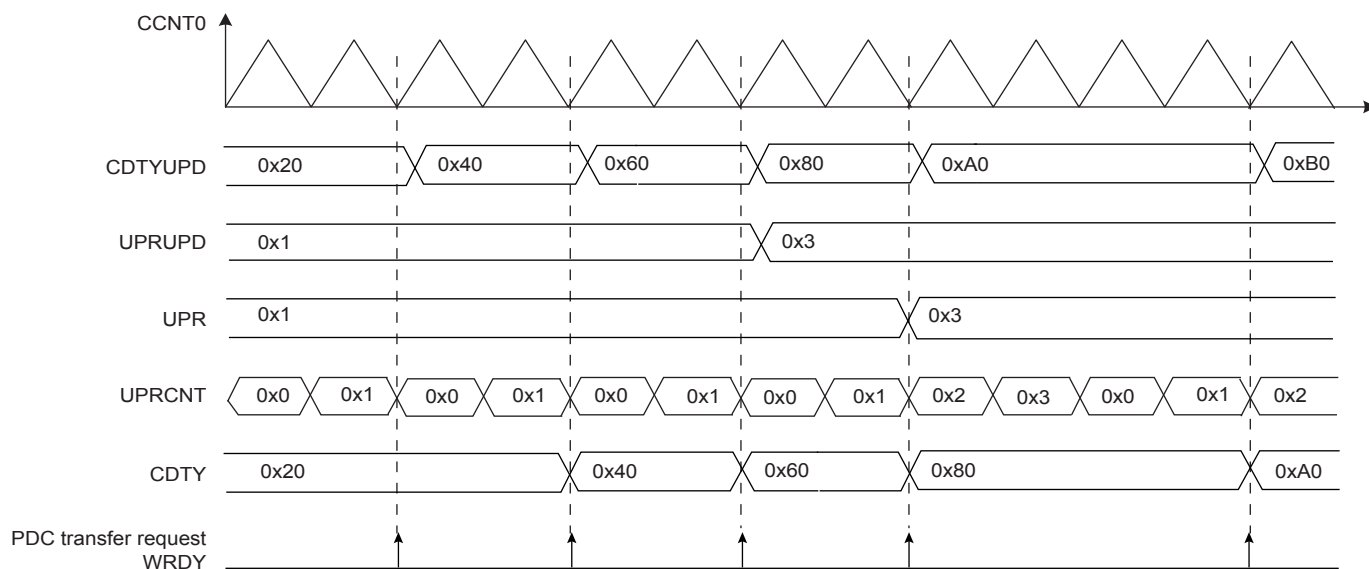 CCNT0
CDTYUPD 0x20 0x40 0x60 0x80 0xA0 0xB0
UPRUPD 0x1 0x3
UPR 0x1 0x3
UPRCNT 0x0 0x1 0x0 0x1 0x0 0x1 0x0 0x1 0x2 0x3 0x0 0x1 0x2
CDTY 0x20 0x40 0x60 0x80 0xA0
PDC transfer request
WRDY